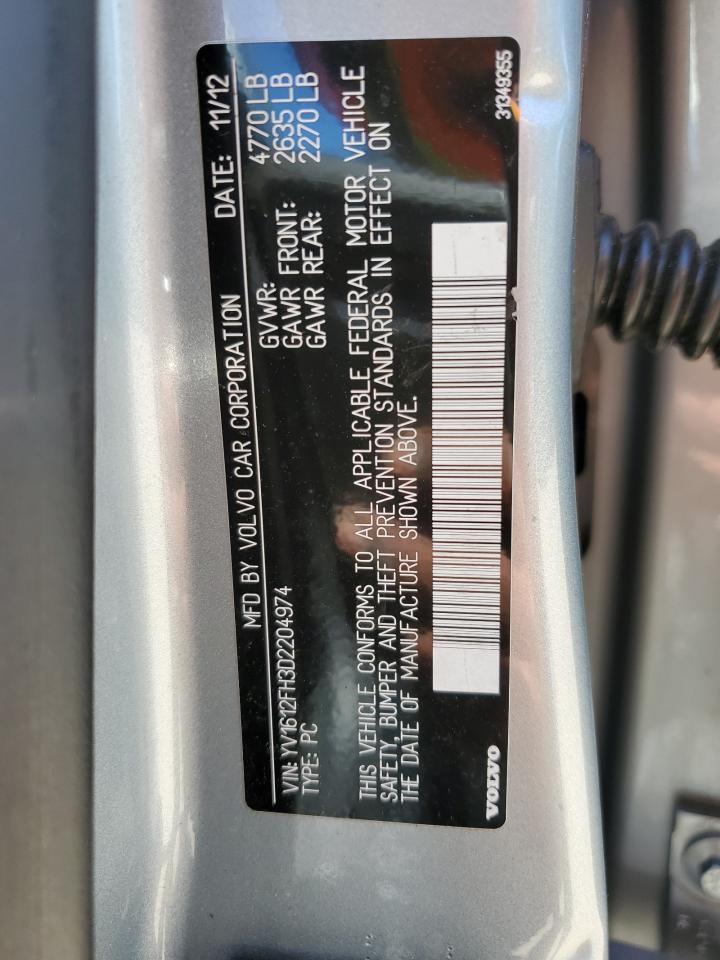 MFD BY VOLVO CAR CORPORATION DATE: 11/12
GVWR: 4770 LB
VIN: YV1612FH3D2204974 GAWR FRONT: 2635 LB
TYPE: PC GAWR REAR: 2270 LB
THIS VEHICLE CONFORMS TO ALL APPLICABLE FEDERAL MOTOR VEHICLE
SAFETY, BUMPER AND THEFT PREVENTION STANDARDS IN EFFECT ON
THE DATE OF MANUFACTURE SHOWN ABOVE.
VOLVO 31349355